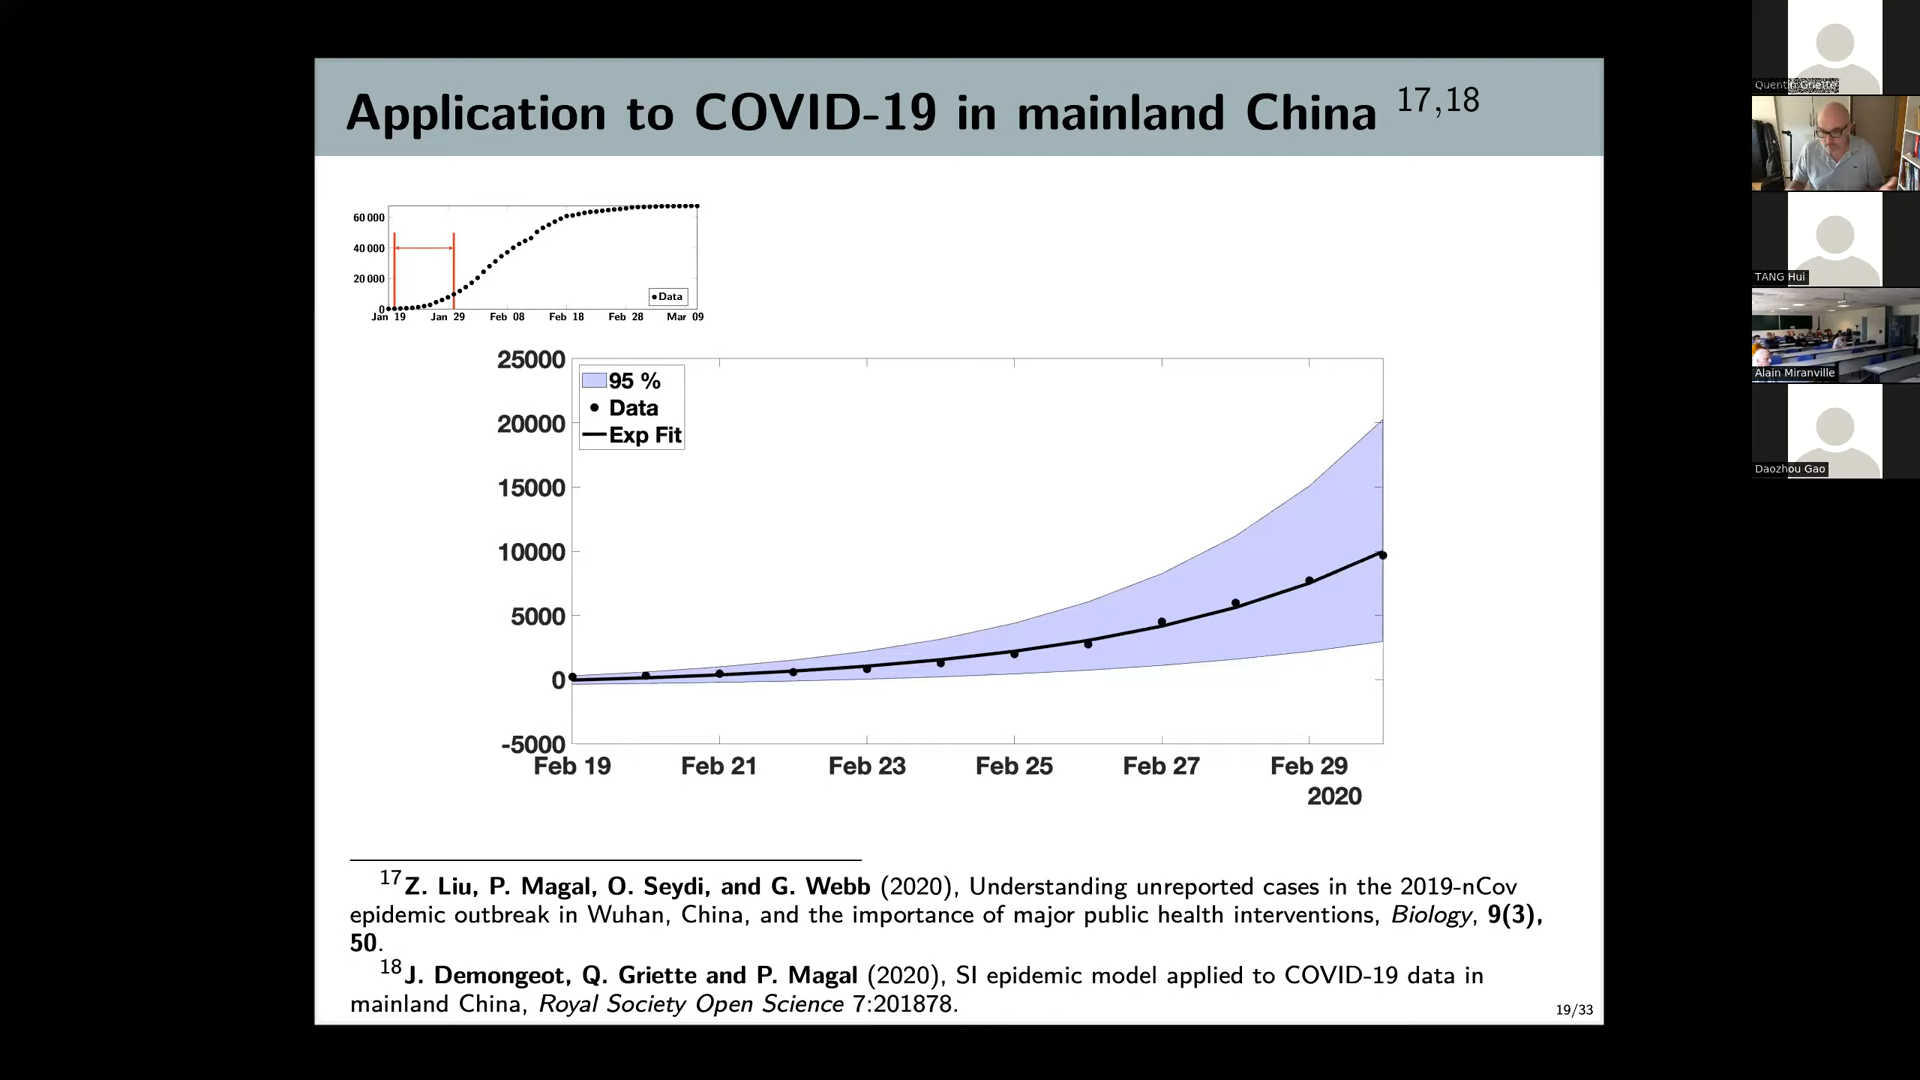 Application to COVID-19 in mainland China 17,18
60 000
40 000
20 000
0
Data
Jan 19
Jan 29
Feb 08
Feb 18
Feb 28
Mar 09
25000
20000
15000
10000
5000
0
-5000
95 %
Data
Exp Fit
Feb 19
Feb 21
Feb 23
Feb 25
Feb 27
Feb 29
2020
17 Z. Liu, P. Magal, O. Seydi, and G. Webb (2020), Understanding unreported cases in the 2019-nCov
epidemic outbreak in Wuhan, China, and the importance of major public health interventions, Biology, 9(3),
50.
18 J. Demongeot, Q. Griette and P. Magal (2020), SI epidemic model applied to COVID-19 data in
mainland China, Royal Society Open Science 7:201878.
19/33
Quentin Griette
TANG Hui
Alain Miranville
Daozhou Gao